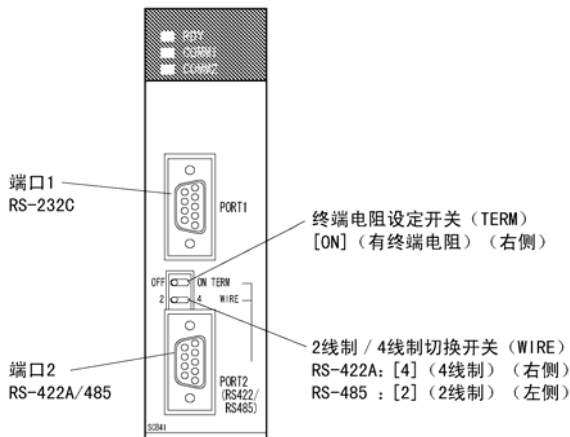 RDY
COMM1
COMM2
端口1
RS-232C
PORT1
终端电阻设定开关（TERM）
[ON]（有终端电阻）（右侧）
OFF ON TERM
2 4 WIRE
2线制 / 4线制切换开关（WIRE）
RS-422A：[4]（4线制）（右侧）
RS-485 ：[2]（2线制）（左侧）
端口2
RS-422A/485
PORT2
(RS422/
RS485)
SCB41